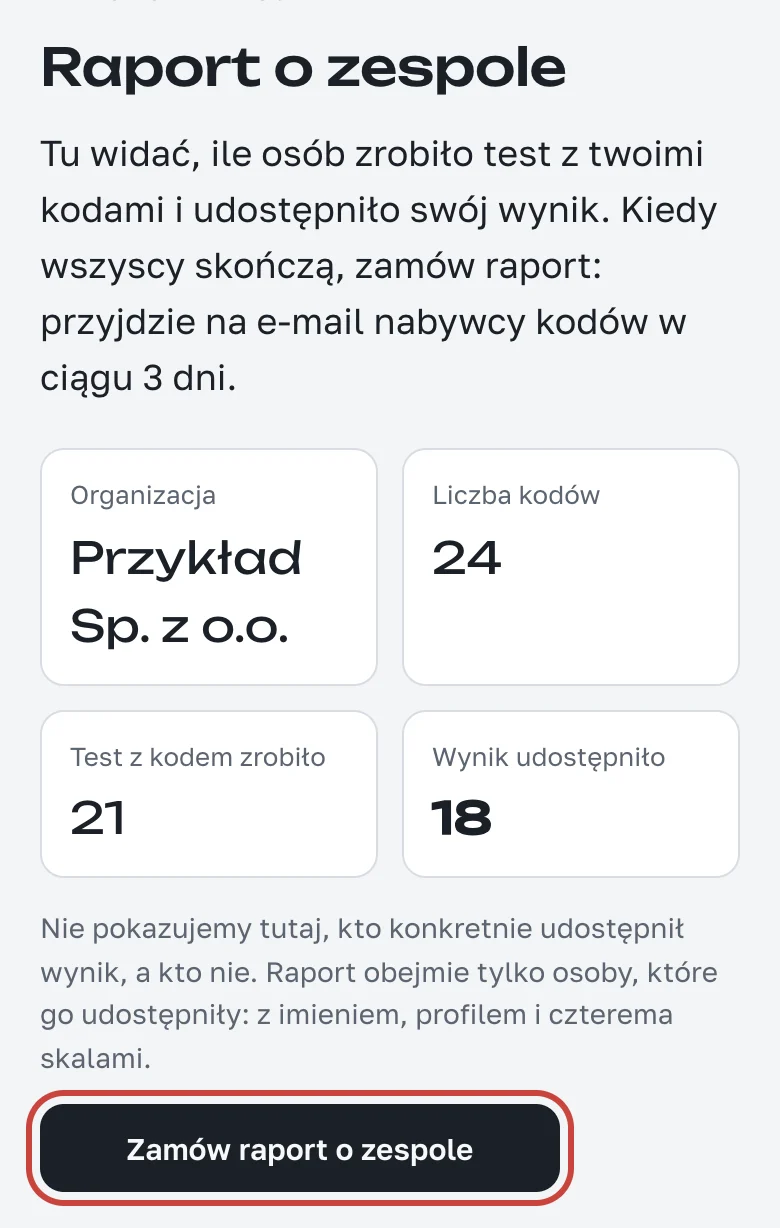 Raport o zespole
Tu widać, ile osób zrobiło test z twoimi
kodami i udostępniło swój wynik. Kiedy
wszyscy skończą, zamów raport:
przyjdzie na e-mail nabywcy kodów w
ciągu 3 dni.
Organizacja
Przykład
Sp. z o.o.
Liczba kodów
24
Test z kodem zrobiło
21
Wynik udostępniło
18
Nie pokazujemy tutaj, kto konkretnie udostępnił
wynik, a kto nie. Raport obejmie tylko osoby, które
go udostępniły: z imieniem, profilem i czterema
skalami.
Zamów raport o zespole